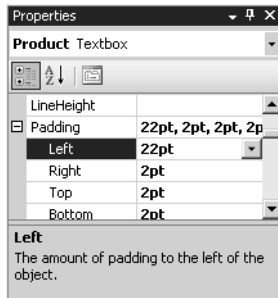 Properties
Product Textbox
A Z
LineHeight
Padding 22pt, 2pt, 2pt, 2p
Left 22pt
Right 2pt
Top 2pt
Bottom 2pt
Left
The amount of padding to the left of the
object.